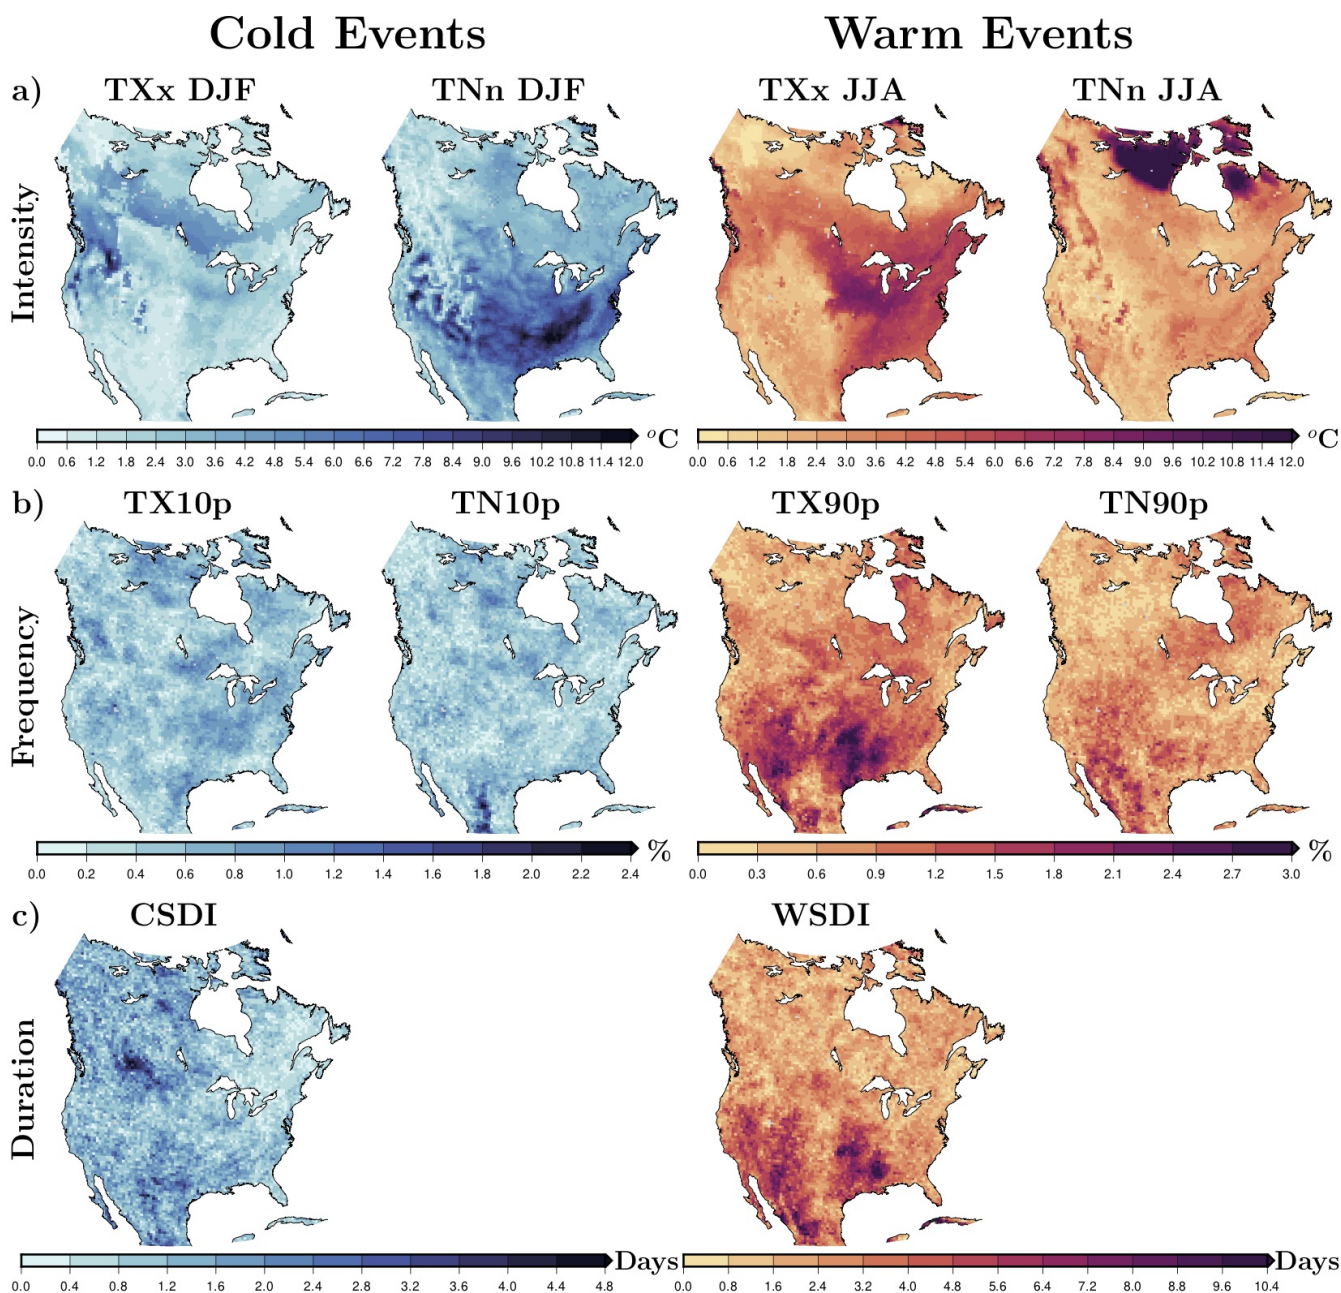 Cold Events Warm Events
a) TXx DJF TNn DJF TXx JJA TNn JJA
Intensity
0.0 0.6 1.2 1.8 2.4 3.0 3.6 4.2 4.8 5.4 6.0 6.6 7.2 7.8 8.4 9.0 9.6 10.2 10.8 11.4 12.0 °C
0.0 0.6 1.2 1.8 2.4 3.0 3.6 4.2 4.8 5.4 6.0 6.6 7.2 7.8 8.4 9.0 9.6 10.2 10.8 11.4 12.0 °C
b) TX10p TN10p TX90p TN90p
Frequency
0.0 0.2 0.4 0.6 0.8 1.0 1.2 1.4 1.6 1.8 2.0 2.2 2.4 %
0.0 0.3 0.6 0.9 1.2 1.5 1.8 2.1 2.4 2.7 3.0 %
c) CSDI WSDI
Duration
0.0 0.4 0.8 1.2 1.6 2.0 2.4 2.8 3.2 3.6 4.0 4.4 4.8 Days
0.0 0.8 1.6 2.4 3.2 4.0 4.8 5.6 6.4 7.2 8.0 8.8 9.6 10.4 Days